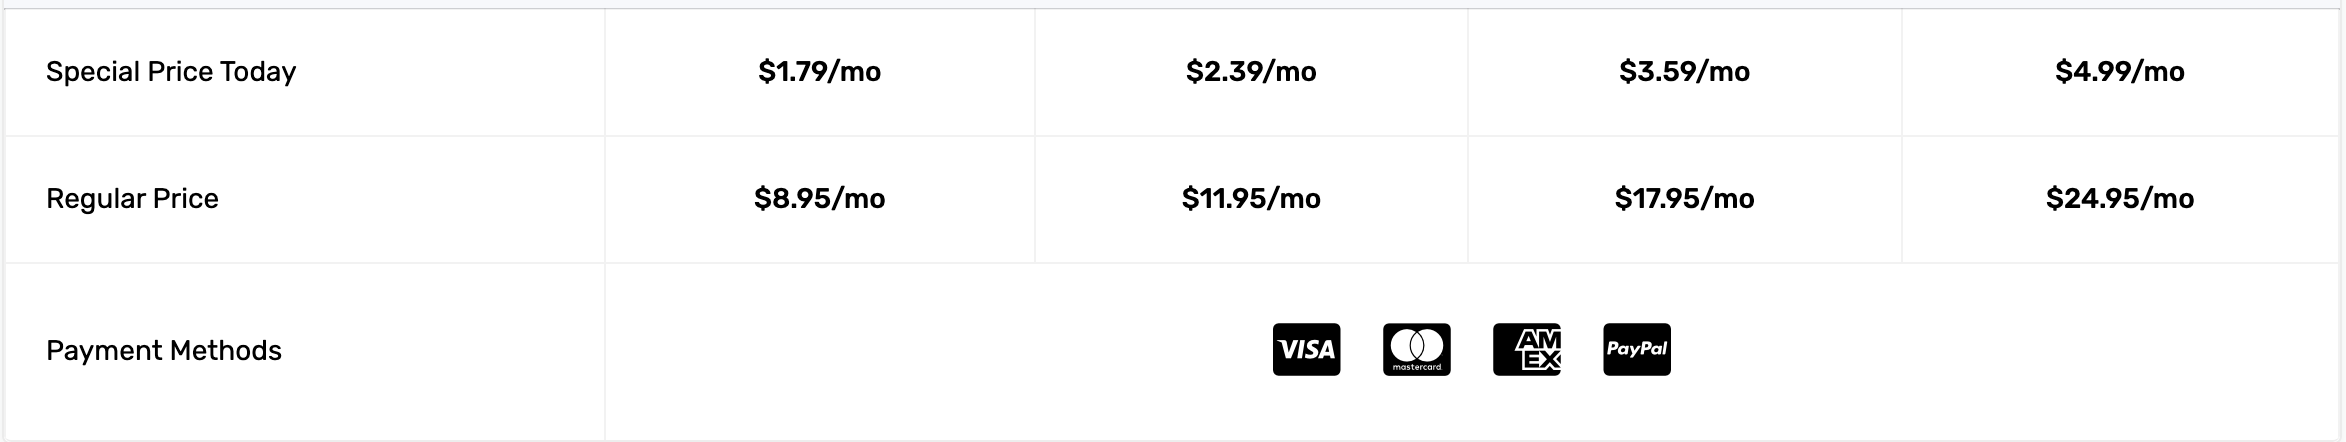 Special Price Today $1.79/mo $2.39/mo $3.59/mo $4.99/mo
Regular Price $8.95/mo $11.95/mo $17.95/mo $24.95/mo
Payment Methods VISA mastercard AM EX PayPal